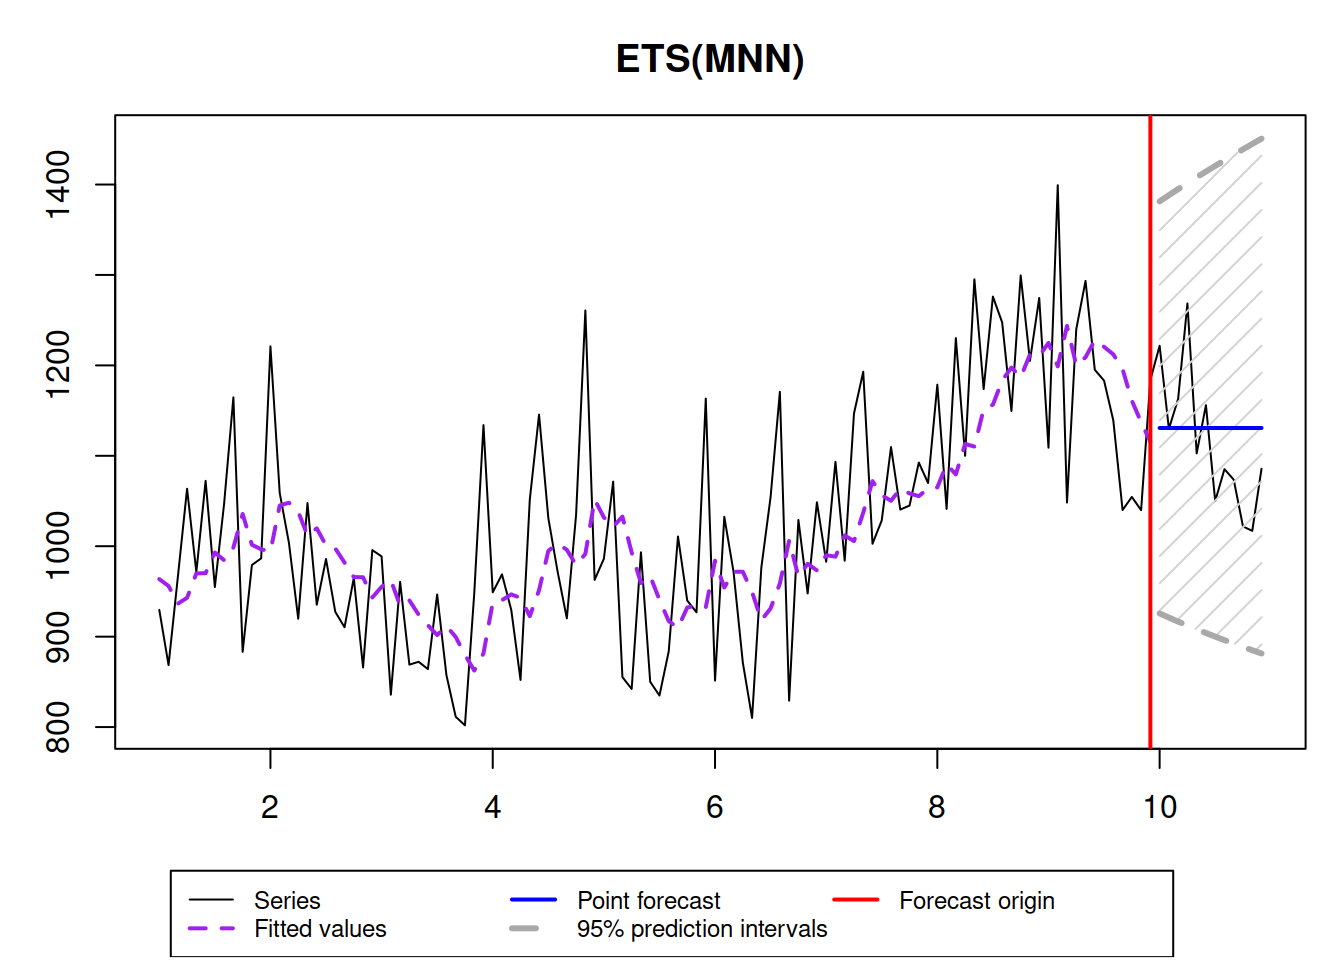 ETS(MNN)
1400
1200
1000
900
800
2 4 6 8 10
Series Point forecast Forecast origin
Fitted values 95% prediction intervals